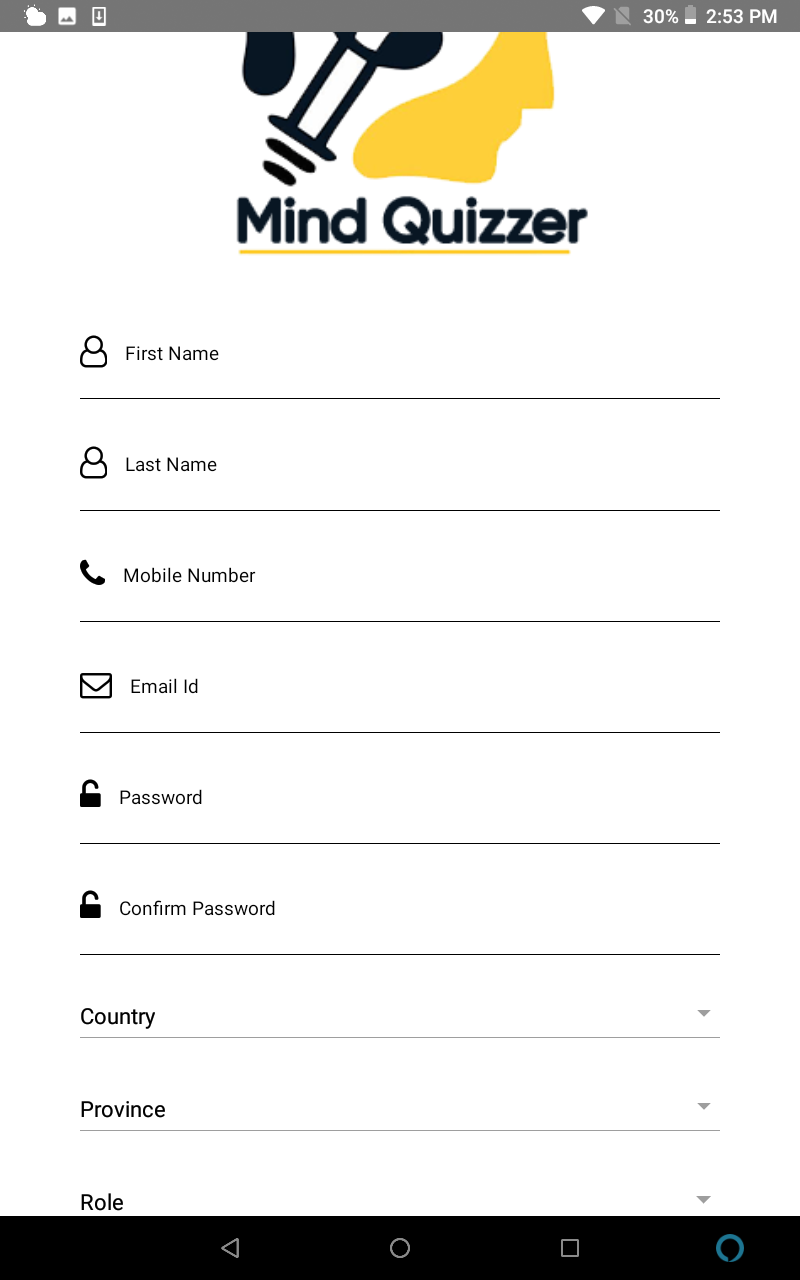 30% 2:53 PM
Mind Quizzer
First Name
Last Name
Mobile Number
Email Id
Password
Confirm Password
Country
Province
Role